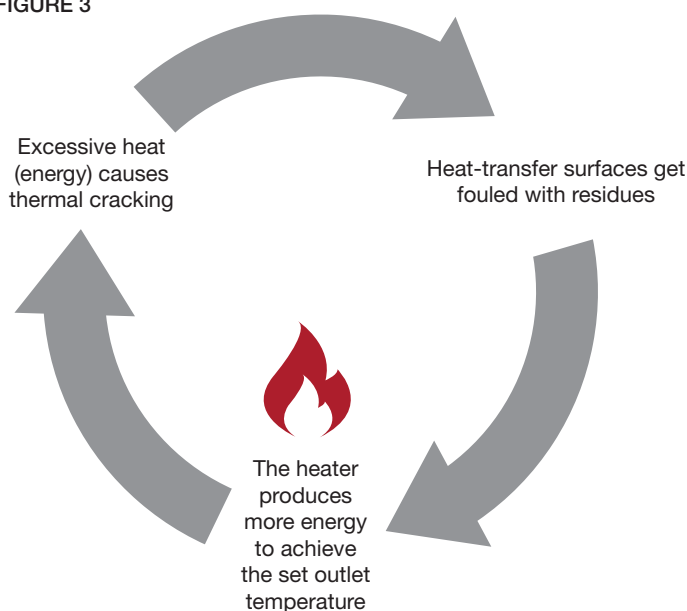 FIGURE 3
Excessive heat
(energy) causes
thermal cracking
Heat-transfer surfaces get
fouled with residues
The heater
produces
more energy
to achieve
the set outlet
temperature